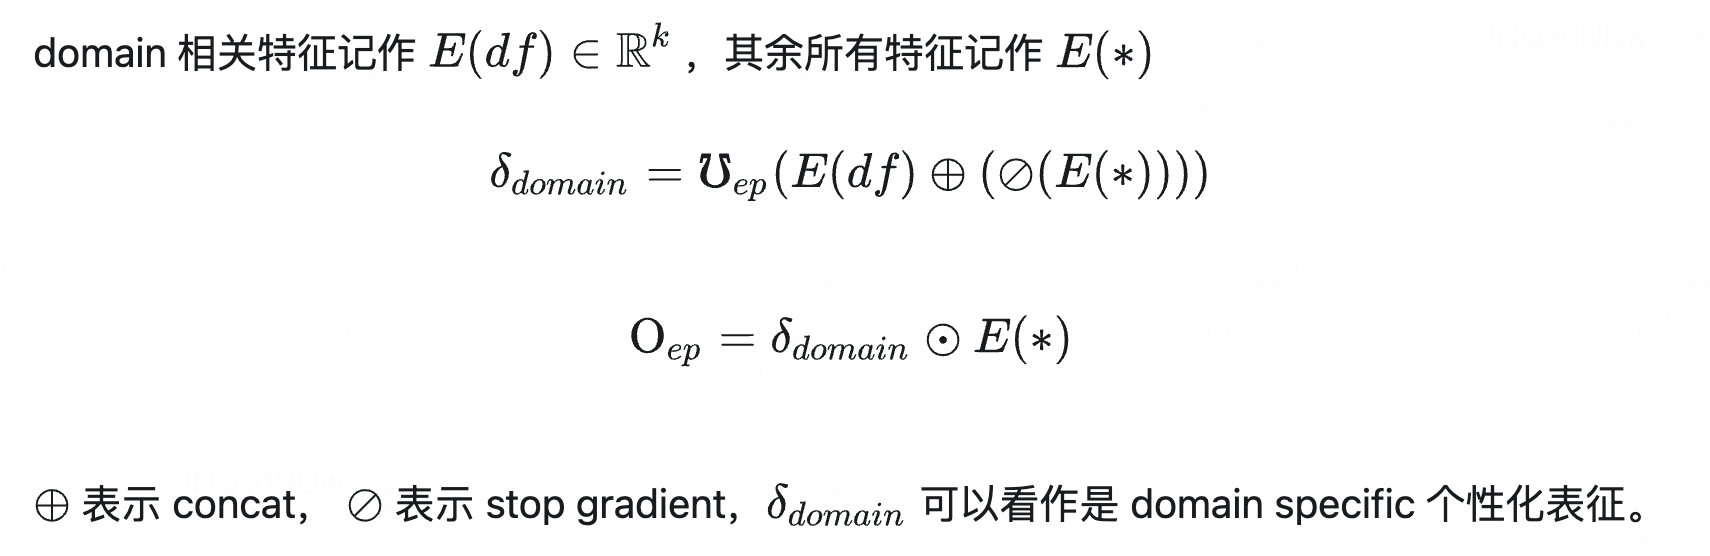 domain 相关特征记作 E(df) ∈ ℝ^k ，其余所有特征记作 E(∗)
δ_domain = ℧_ep(E(df) ⊕ (⊘(E(∗))))
O_ep = δ_domain ⊙ E(∗)
⊕ 表示 concat， ⊘ 表示 stop gradient，δ_domain 可以看作是 domain specific 个性化表征。